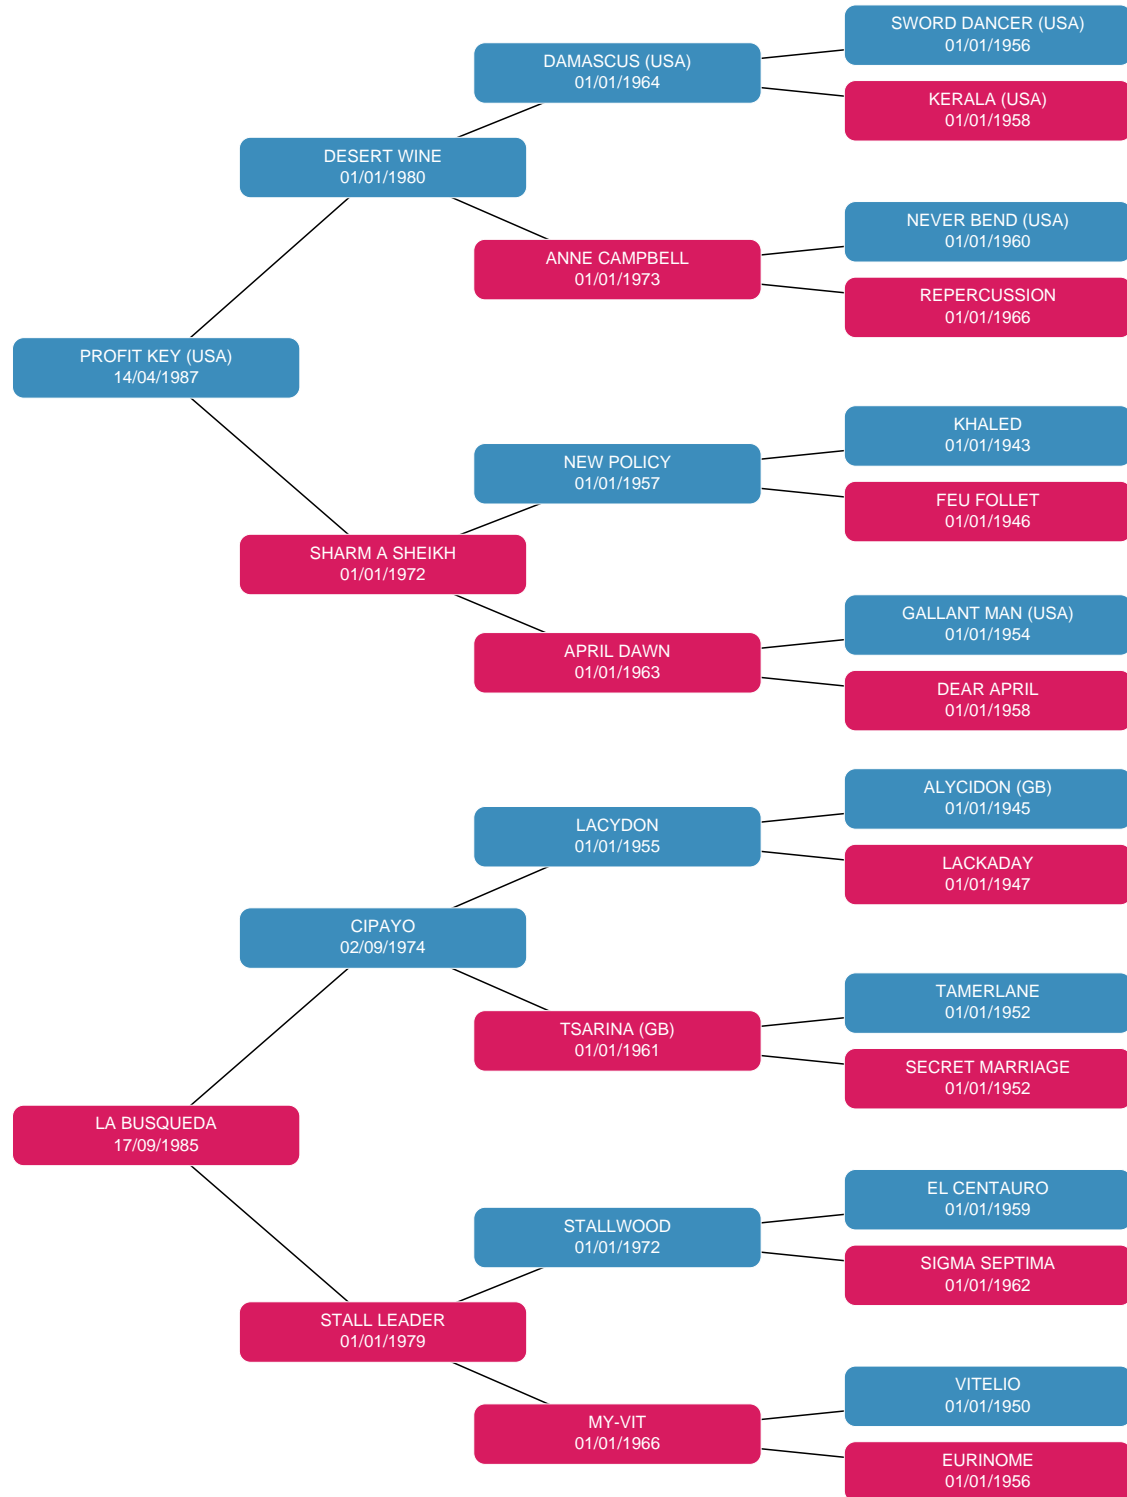 SWORD DANCER (USA)
01/01/1956
DAMASCUS (USA)
01/01/1964
KERALA (USA)
01/01/1958
DESERT WINE
01/01/1980
NEVER BEND (USA)
01/01/1960
ANNE CAMPBELL
01/01/1973
REPERCUSSION
01/01/1966
PROFIT KEY (USA)
14/04/1987
KHALED
01/01/1943
NEW POLICY
01/01/1957
FEU FOLLET
01/01/1946
SHARM A SHEIKH
01/01/1972
GALLANT MAN (USA)
01/01/1954
APRIL DAWN
01/01/1963
DEAR APRIL
01/01/1958
ALYCIDON (GB)
01/01/1945
LACYDON
01/01/1955
LACKADAY
01/01/1947
CIPAYO
02/09/1974
TAMERLANE
01/01/1952
TSARINA (GB)
01/01/1961
SECRET MARRIAGE
01/01/1952
LA BUSQUEDA
17/09/1985
EL CENTAURO
01/01/1959
STALLWOOD
01/01/1972
SIGMA SEPTIMA
01/01/1962
STALL LEADER
01/01/1979
VITELIO
01/01/1950
MY-VIT
01/01/1966
EURINOME
01/01/1956